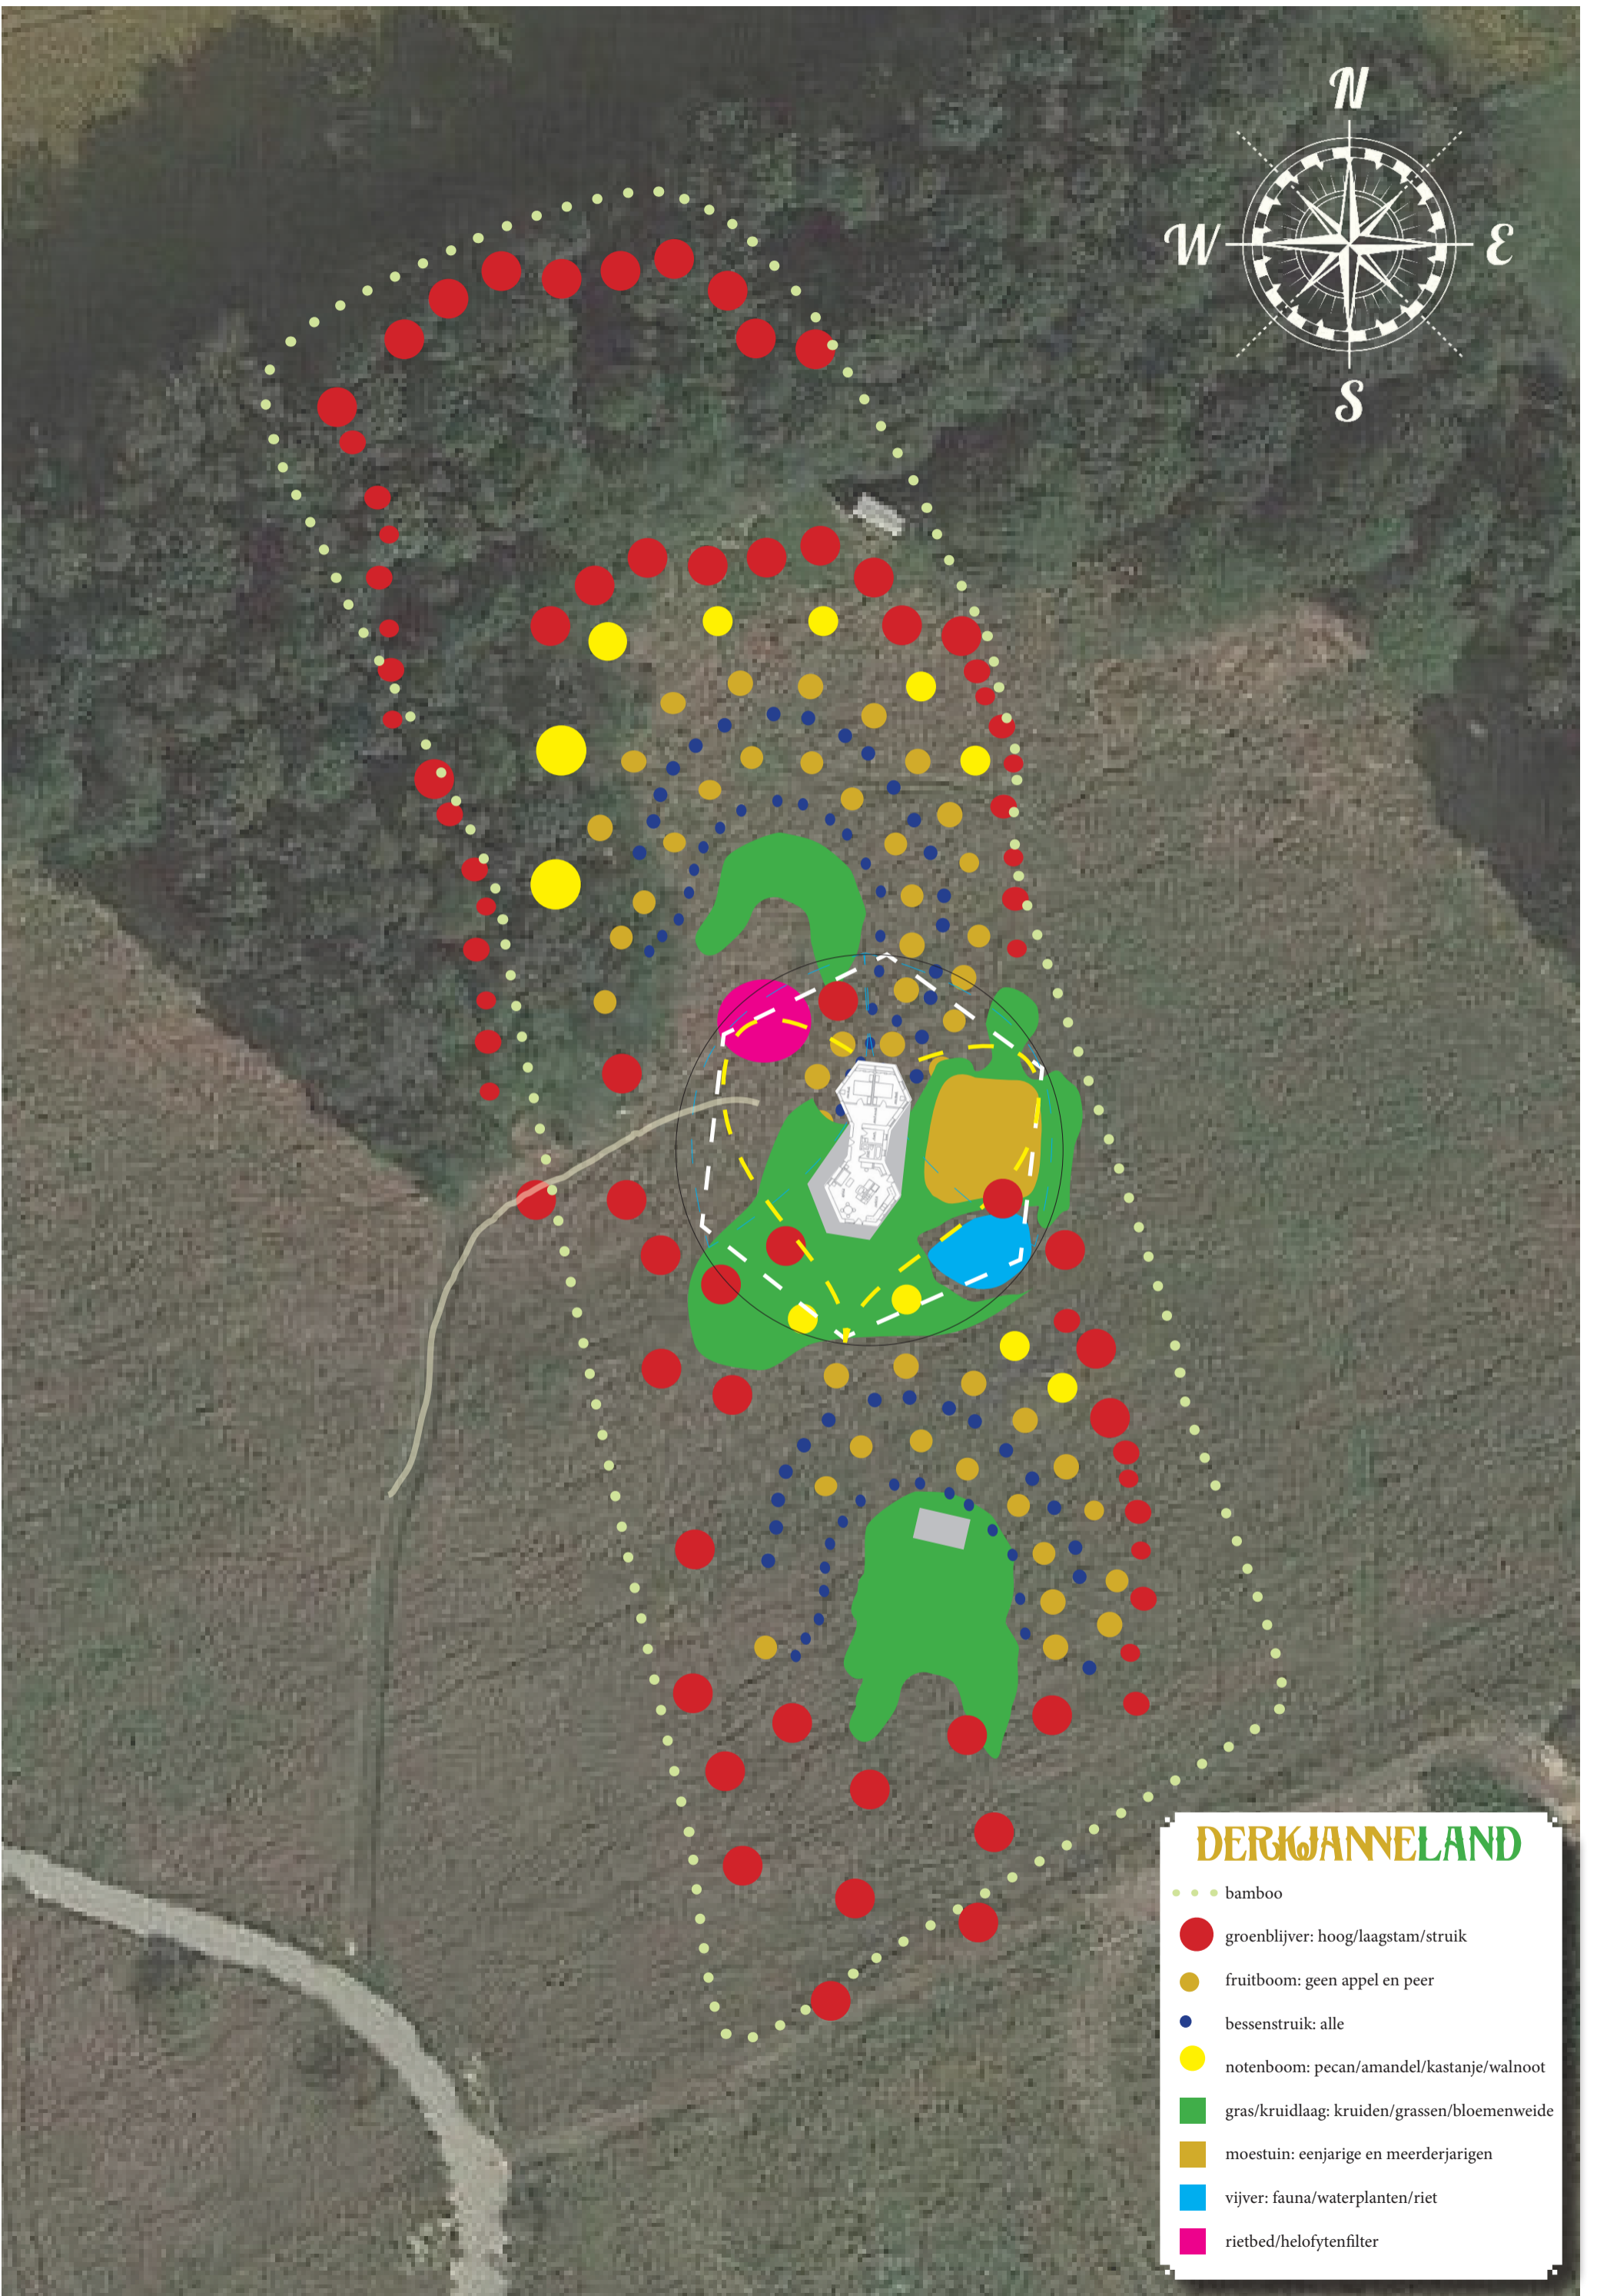 N
W
E
S
DERKJANNELAND
bamboo
groenblijver: hoog/laagstam/struik
fruitboom: geen appel en peer
bessenstruik: alle
notenboom: pecan/amandel/kastanje/walnoot
gras/kruidlaag: kruiden/grassen/bloemenweide
moestuin: eenjarige en meerderjarigen
vijver: fauna/waterplanten/riet
rietbed/helofytenfilter